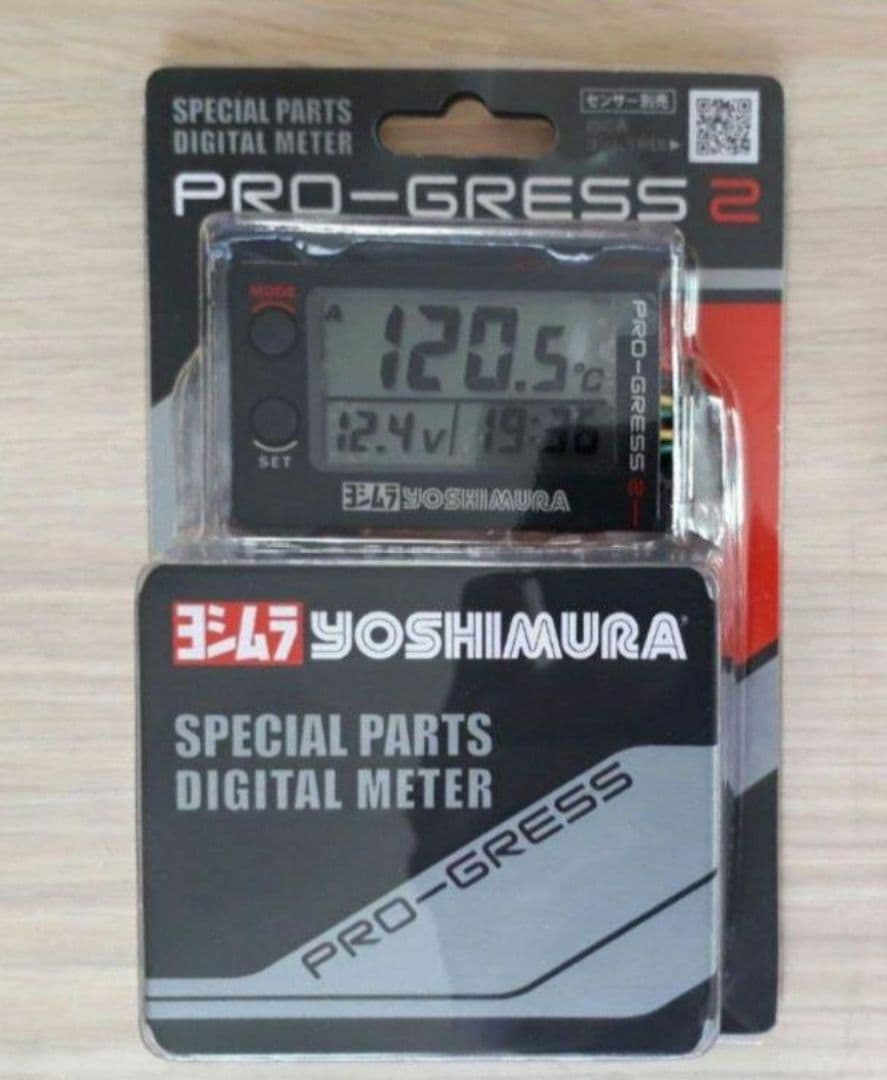 SPECIAL PARTS
DIGITAL METER
センサー別売
PRO-GRESS 2
MODE
SET
A
120.5°C
12.4V
19:36
PRO-GRESS 2
ヨシムラ YOSHIMURA
ヨシムラ YOSHIMURA
SPECIAL PARTS
DIGITAL METER
PRO-GRESS